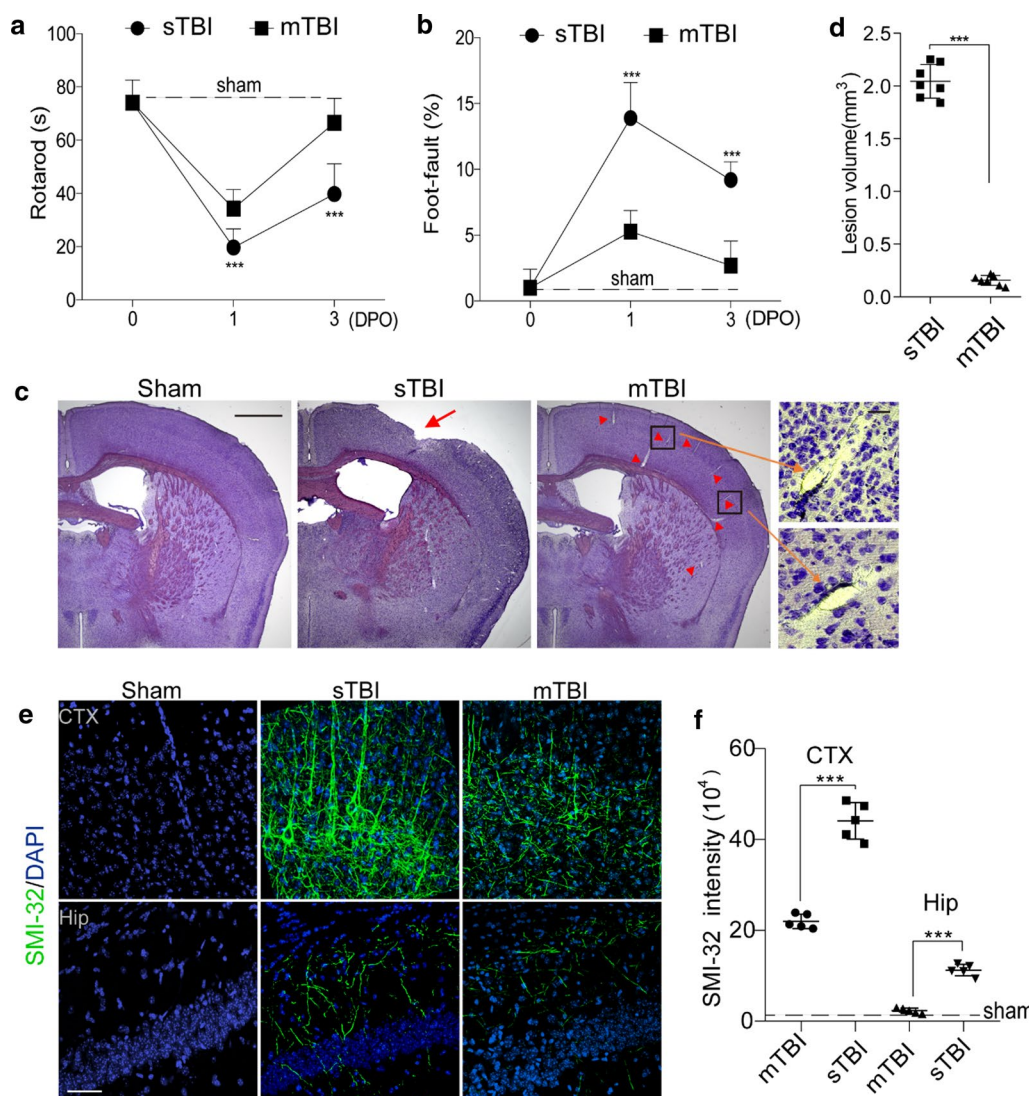 a
sTBI
mTBI
100
80
60
40
20
0
Rotarod (s)
sham
***
***
0
1
3
(DPO)
b
sTBI
mTBI
20
15
10
5
0
Foot-fault (%)
***
***
sham
0
1
3
(DPO)
d
***
2.5
2.0
1.5
1.0
0.5
0.0
Lesion volume(mm³)
sTBI
mTBI
c
Sham
sTBI
mTBI
e
Sham
sTBI
mTBI
CTX
Hip
SMI-32/DAPI
f
60
40
20
0
SMI-32 intensity (10⁴)
CTX
***
Hip
***
sham
mTBI
sTBI
mTBI
sTBI